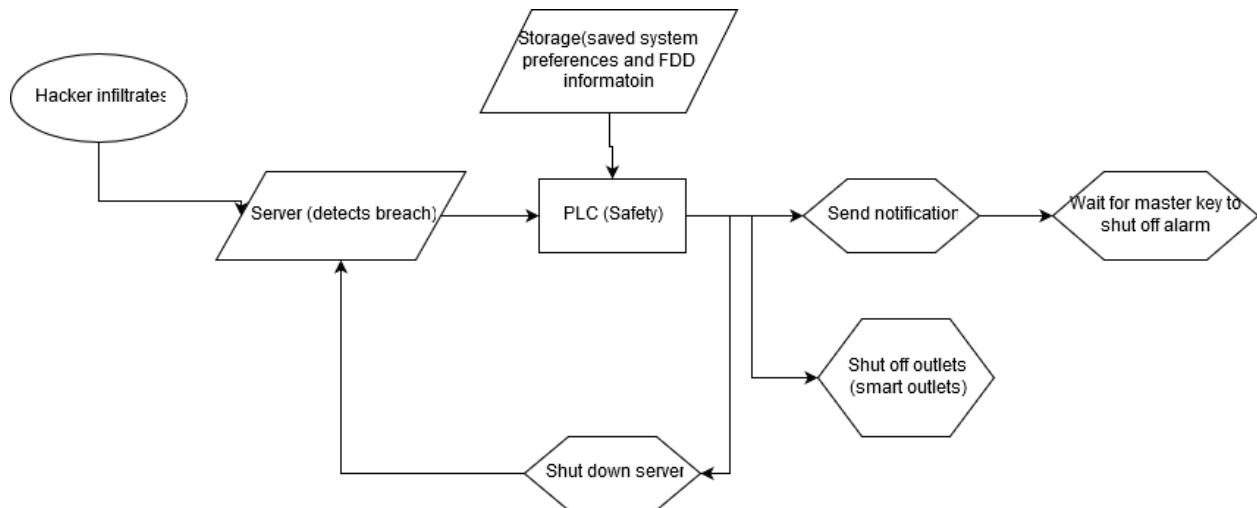 Storage(saved system
preferences and FDD
informatoin
Hacker infiltrates
Server (detects breach)
PLC (Safety)
Send notification
Wait for master key to
shut off alarm
Shut off outlets
(smart outlets)
Shut down server